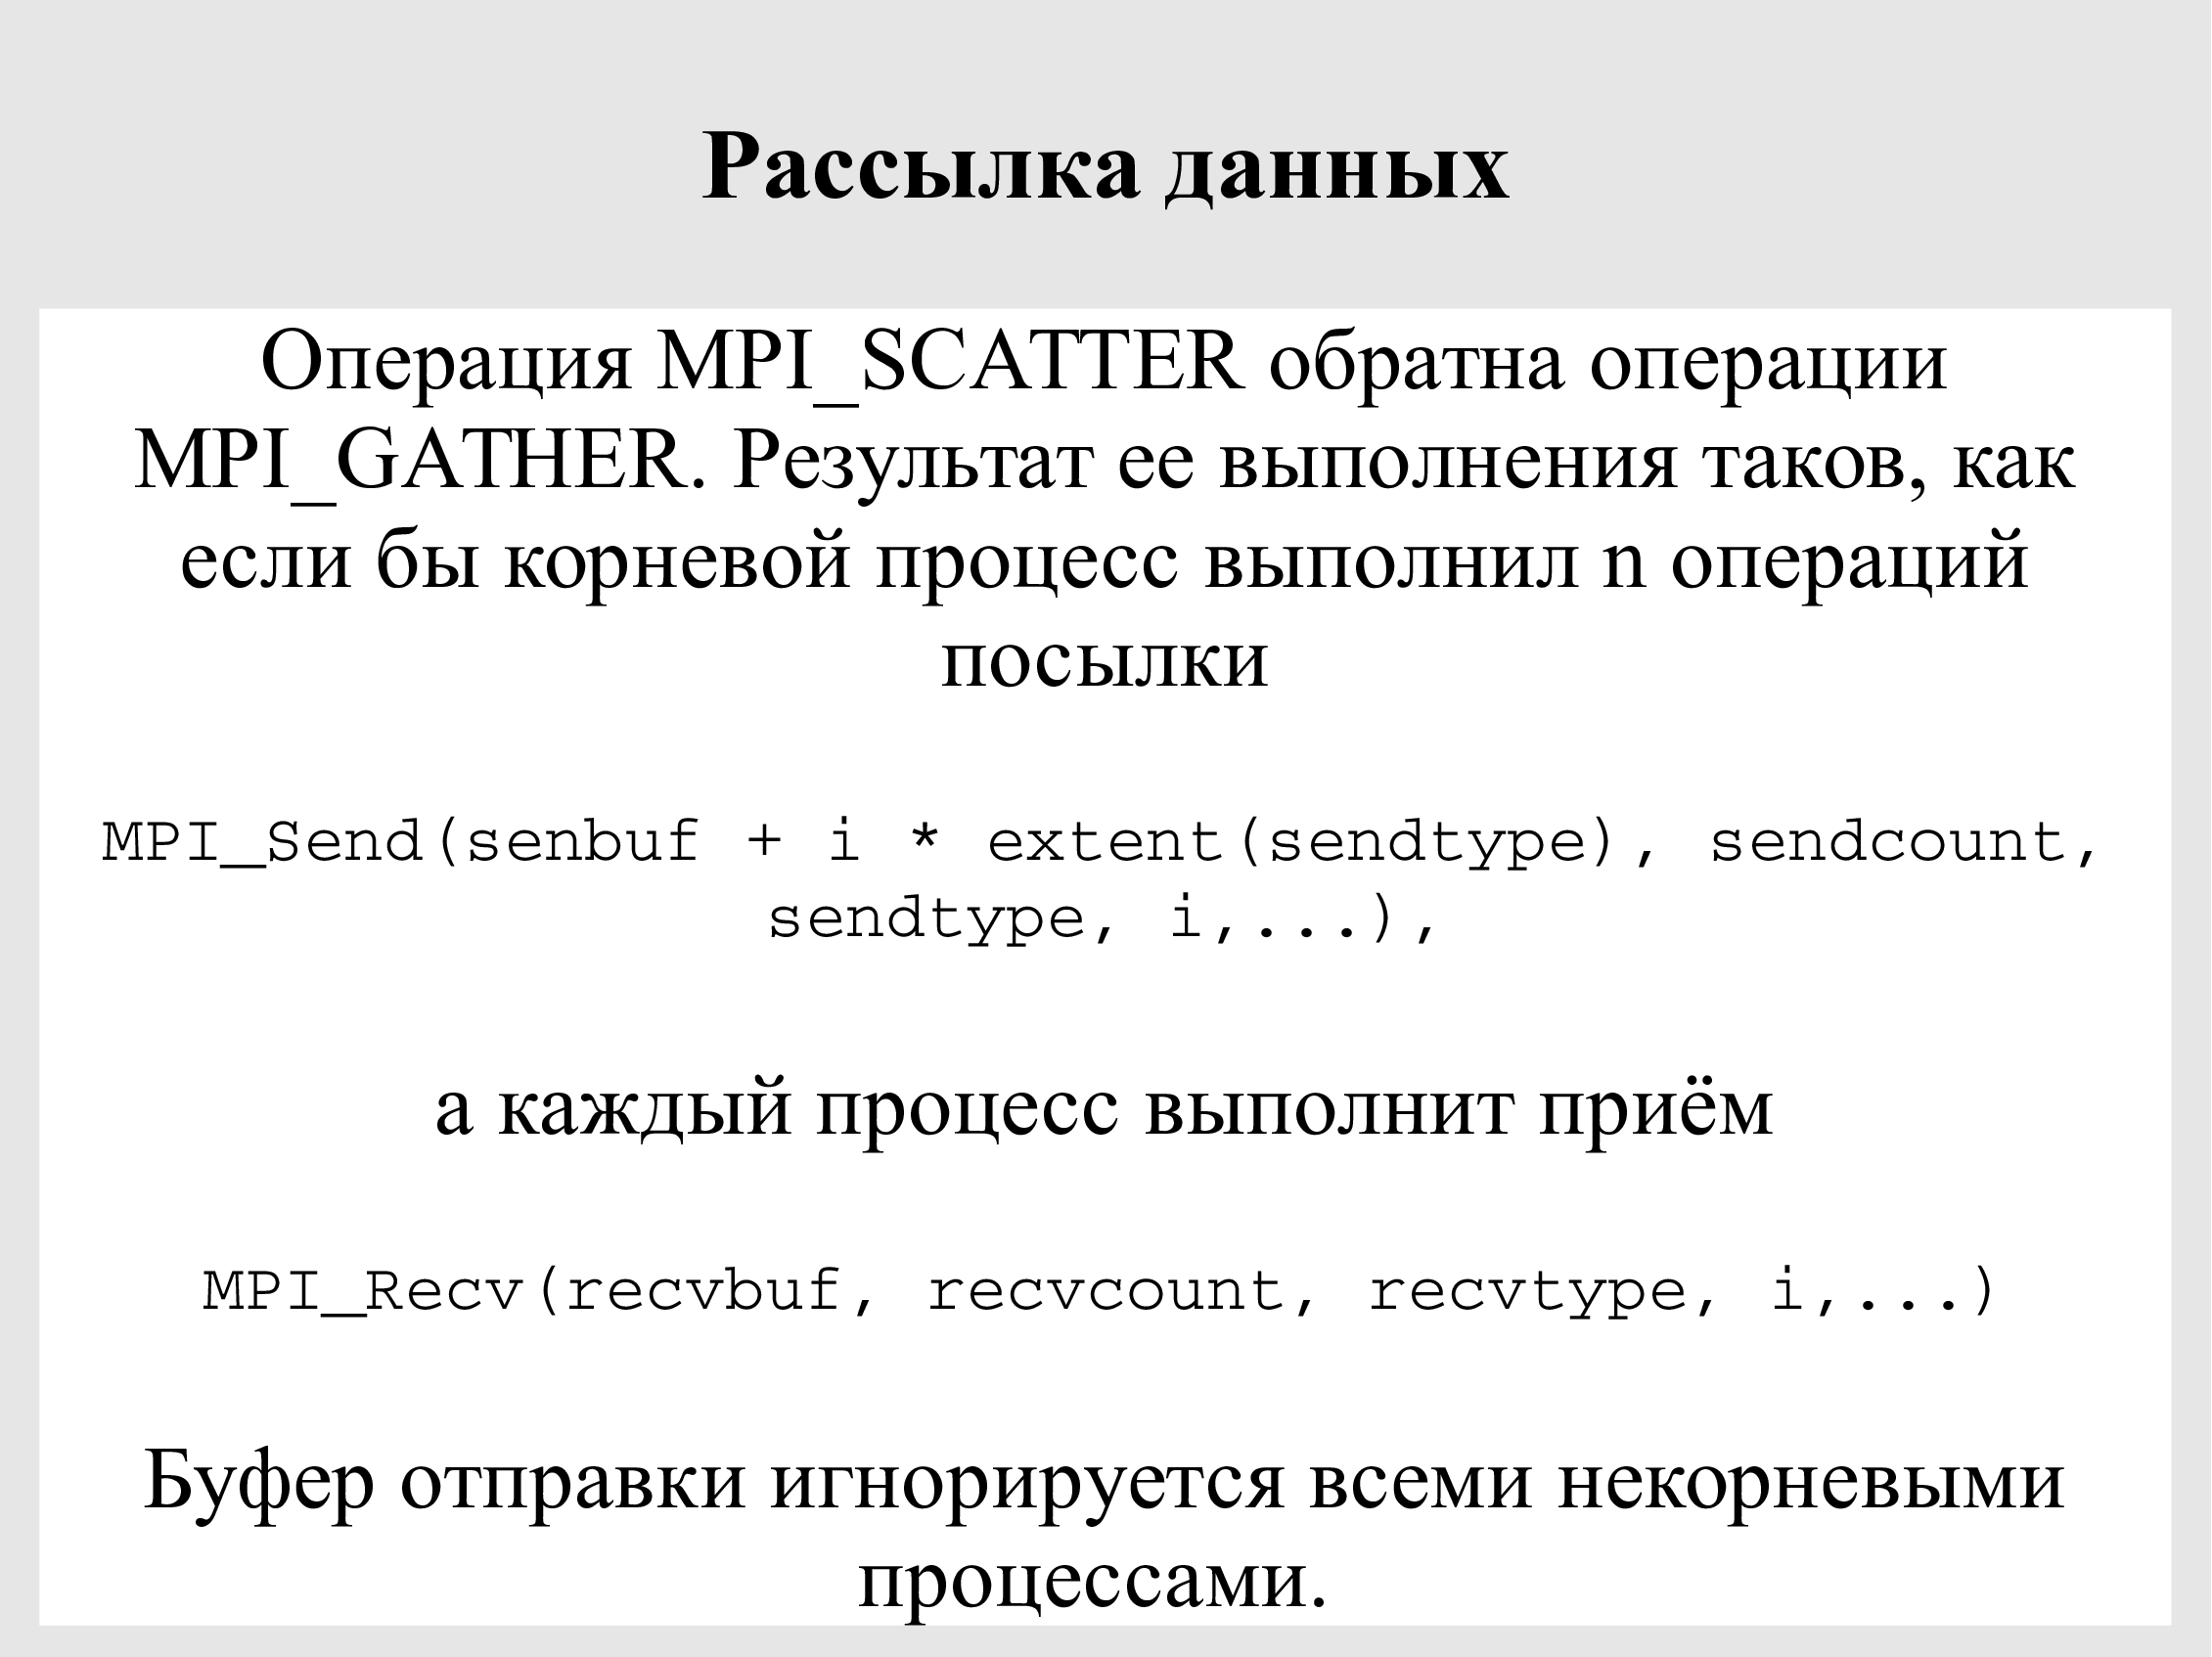 Рассылка данных
Операция MPI_SCATTER обратна операции
MPI_GATHER. Результат ее выполнения таков, как
если бы корневой процесс выполнил n операций
посылки
MPI_Send(senbuf + i * extent(sendtype), sendcount,
sendtype, i,...),
а каждый процесс выполнит приём
MPI_Recv(recvbuf, recvcount, recvtype, i,...)
Буфер отправки игнорируется всеми некорневыми
процессами.